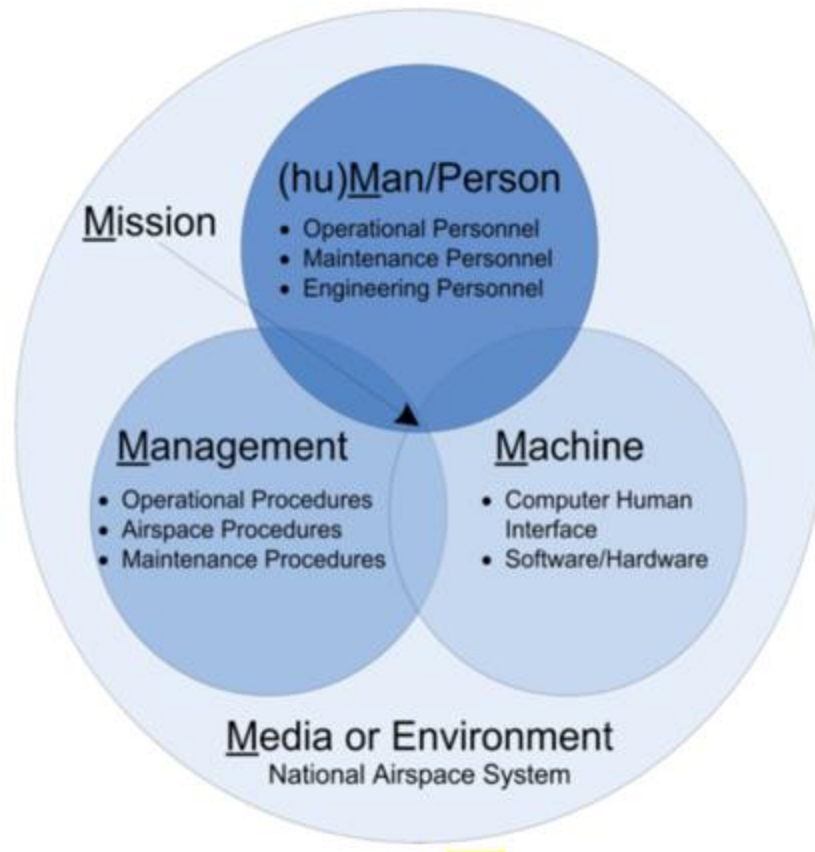 (hu)Man/Person
• Operational Personnel
• Maintenance Personnel
• Engineering Personnel
Mission
Management
• Operational Procedures
• Airspace Procedures
• Maintenance Procedures
Machine
• Computer Human
Interface
• Software/Hardware
Media or Environment
National Airspace System